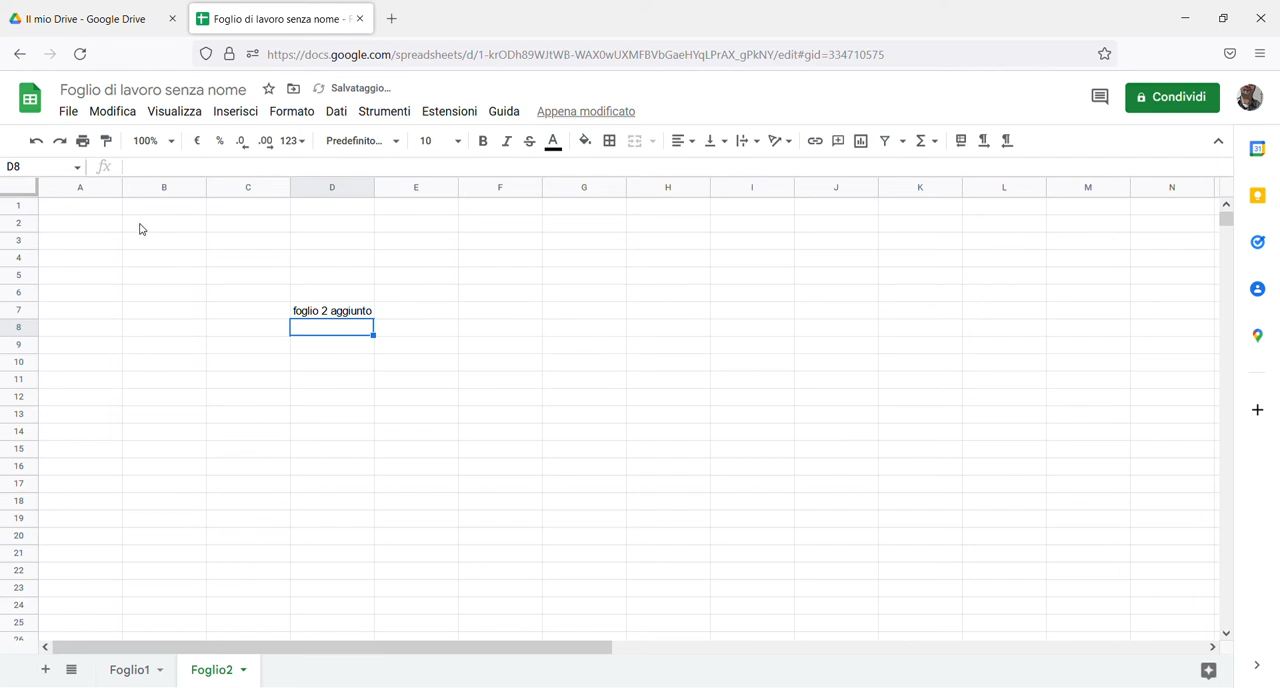 Il mio Drive - Google Drive
Foglio di lavoro senza nome - F
https://docs.google.com/spreadsheets/d/1-krODh89WJtWB-WAX0wUXMFBVbGaeHYqLPrAX_gPkNY/edit#gid=334710575
Foglio di lavoro senza nome
Salvataggio...
File Modifica Visualizza Inserisci Formato Dati Strumenti Estensioni Guida Appena modificato
Condividi
100% € % .0 .00 123 Predefinito... 10 B I S A
D8 fx
A B C D E F G H I J K L M N
1
2
3
4
5
6
7 foglio 2 aggiunto
8
9
10
11
12
13
14
15
16
17
18
19
20
21
22
23
24
25
26
Foglio1 Foglio2
31